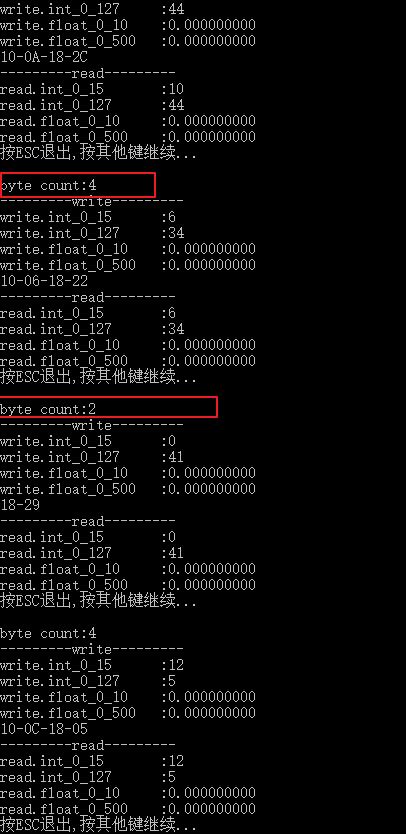 write.int_0_127     :44
write.float_0_10    :0.000000000
write.float_0_500   :0.000000000
10-0A-18-2C
---------read---------
read.int_0_15       :10
read.int_0_127      :44
read.float_0_10     :0.000000000
read.float_0_500    :0.000000000
按ESC退出,按其他键继续...
byte count:4
---------write---------
write.int_0_15      :6
write.int_0_127     :34
write.float_0_10    :0.000000000
write.float_0_500   :0.000000000
10-06-18-22
---------read---------
read.int_0_15       :6
read.int_0_127      :34
read.float_0_10     :0.000000000
read.float_0_500    :0.000000000
按ESC退出,按其他键继续...
byte count:2
---------write---------
write.int_0_15      :0
write.int_0_127     :41
write.float_0_10    :0.000000000
write.float_0_500   :0.000000000
18-29
---------read---------
read.int_0_15       :0
read.int_0_127      :41
read.float_0_10     :0.000000000
read.float_0_500    :0.000000000
按ESC退出,按其他键继续...
byte count:4
---------write---------
write.int_0_15      :12
write.int_0_127     :5
write.float_0_10    :0.000000000
write.float_0_500   :0.000000000
10-0C-18-05
---------read---------
read.int_0_15       :12
read.int_0_127      :5
read.float_0_10     :0.000000000
read.float_0_500    :0.000000000
按ESC退出,按其他键继续...